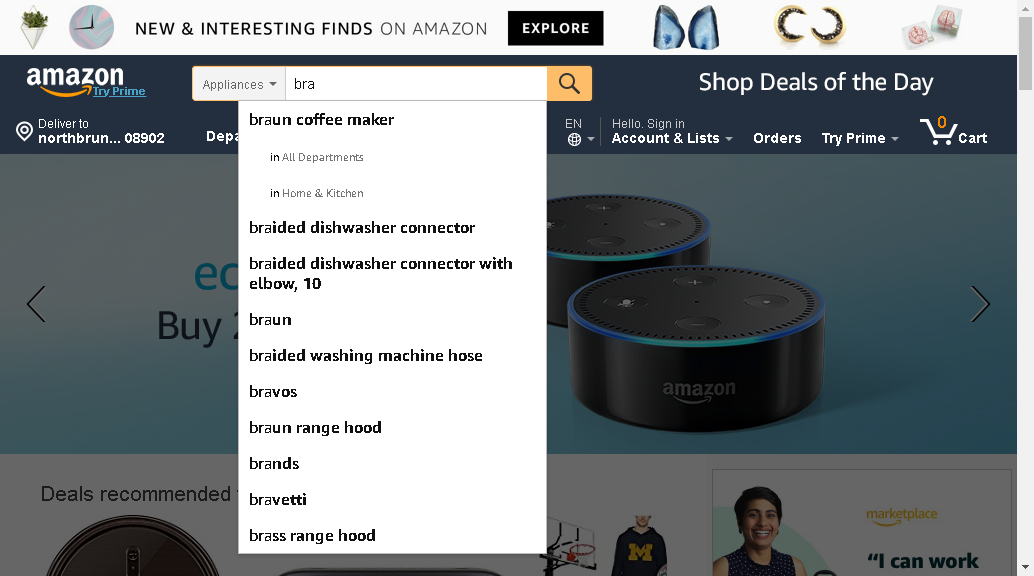 NEW & INTERESTING FINDS ON AMAZON EXPLORE
amazon
Try Prime
Appliances bra
Shop Deals of the Day
Deliver to
northbrun... 08902
EN
Hello. Sign in
Account & Lists
Orders
Try Prime
0
Cart
braun coffee maker
in All Departments
in Home & Kitchen
braided dishwasher connector
braided dishwasher connector with
elbow, 10
braun
braided washing machine hose
bravos
braun range hood
brands
bravetti
brass range hood
Buy
amazon
Deals recommended
marketplace
“I can work